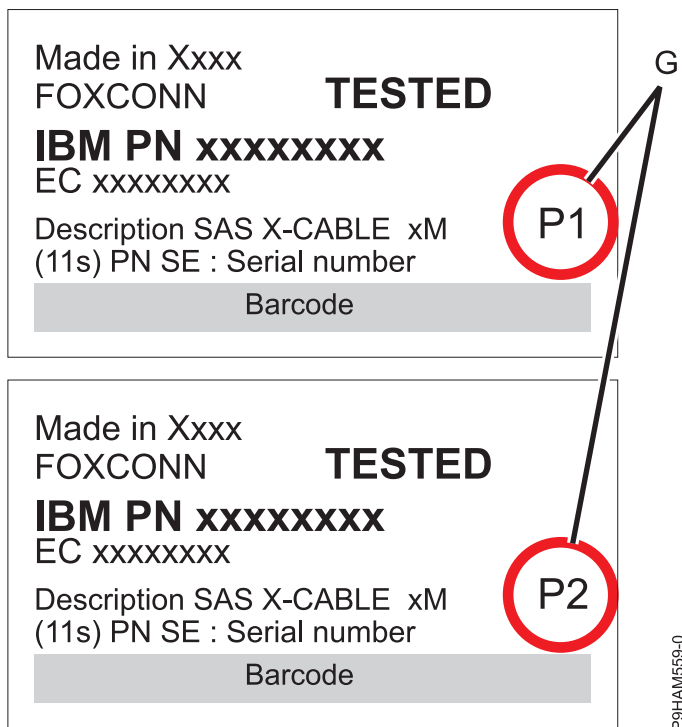 G
Made in Xxxx
FOXCONN TESTED
IBM PN xxxxxxxx
EC xxxxxxxx
P1
Description SAS X-CABLE xM
(11s) PN SE : Serial number
Barcode
Made in Xxxx
FOXCONN TESTED
IBM PN xxxxxxxx
EC xxxxxxxx
P2
Description SAS X-CABLE xM
(11s) PN SE : Serial number
Barcode
P9HAM559-0